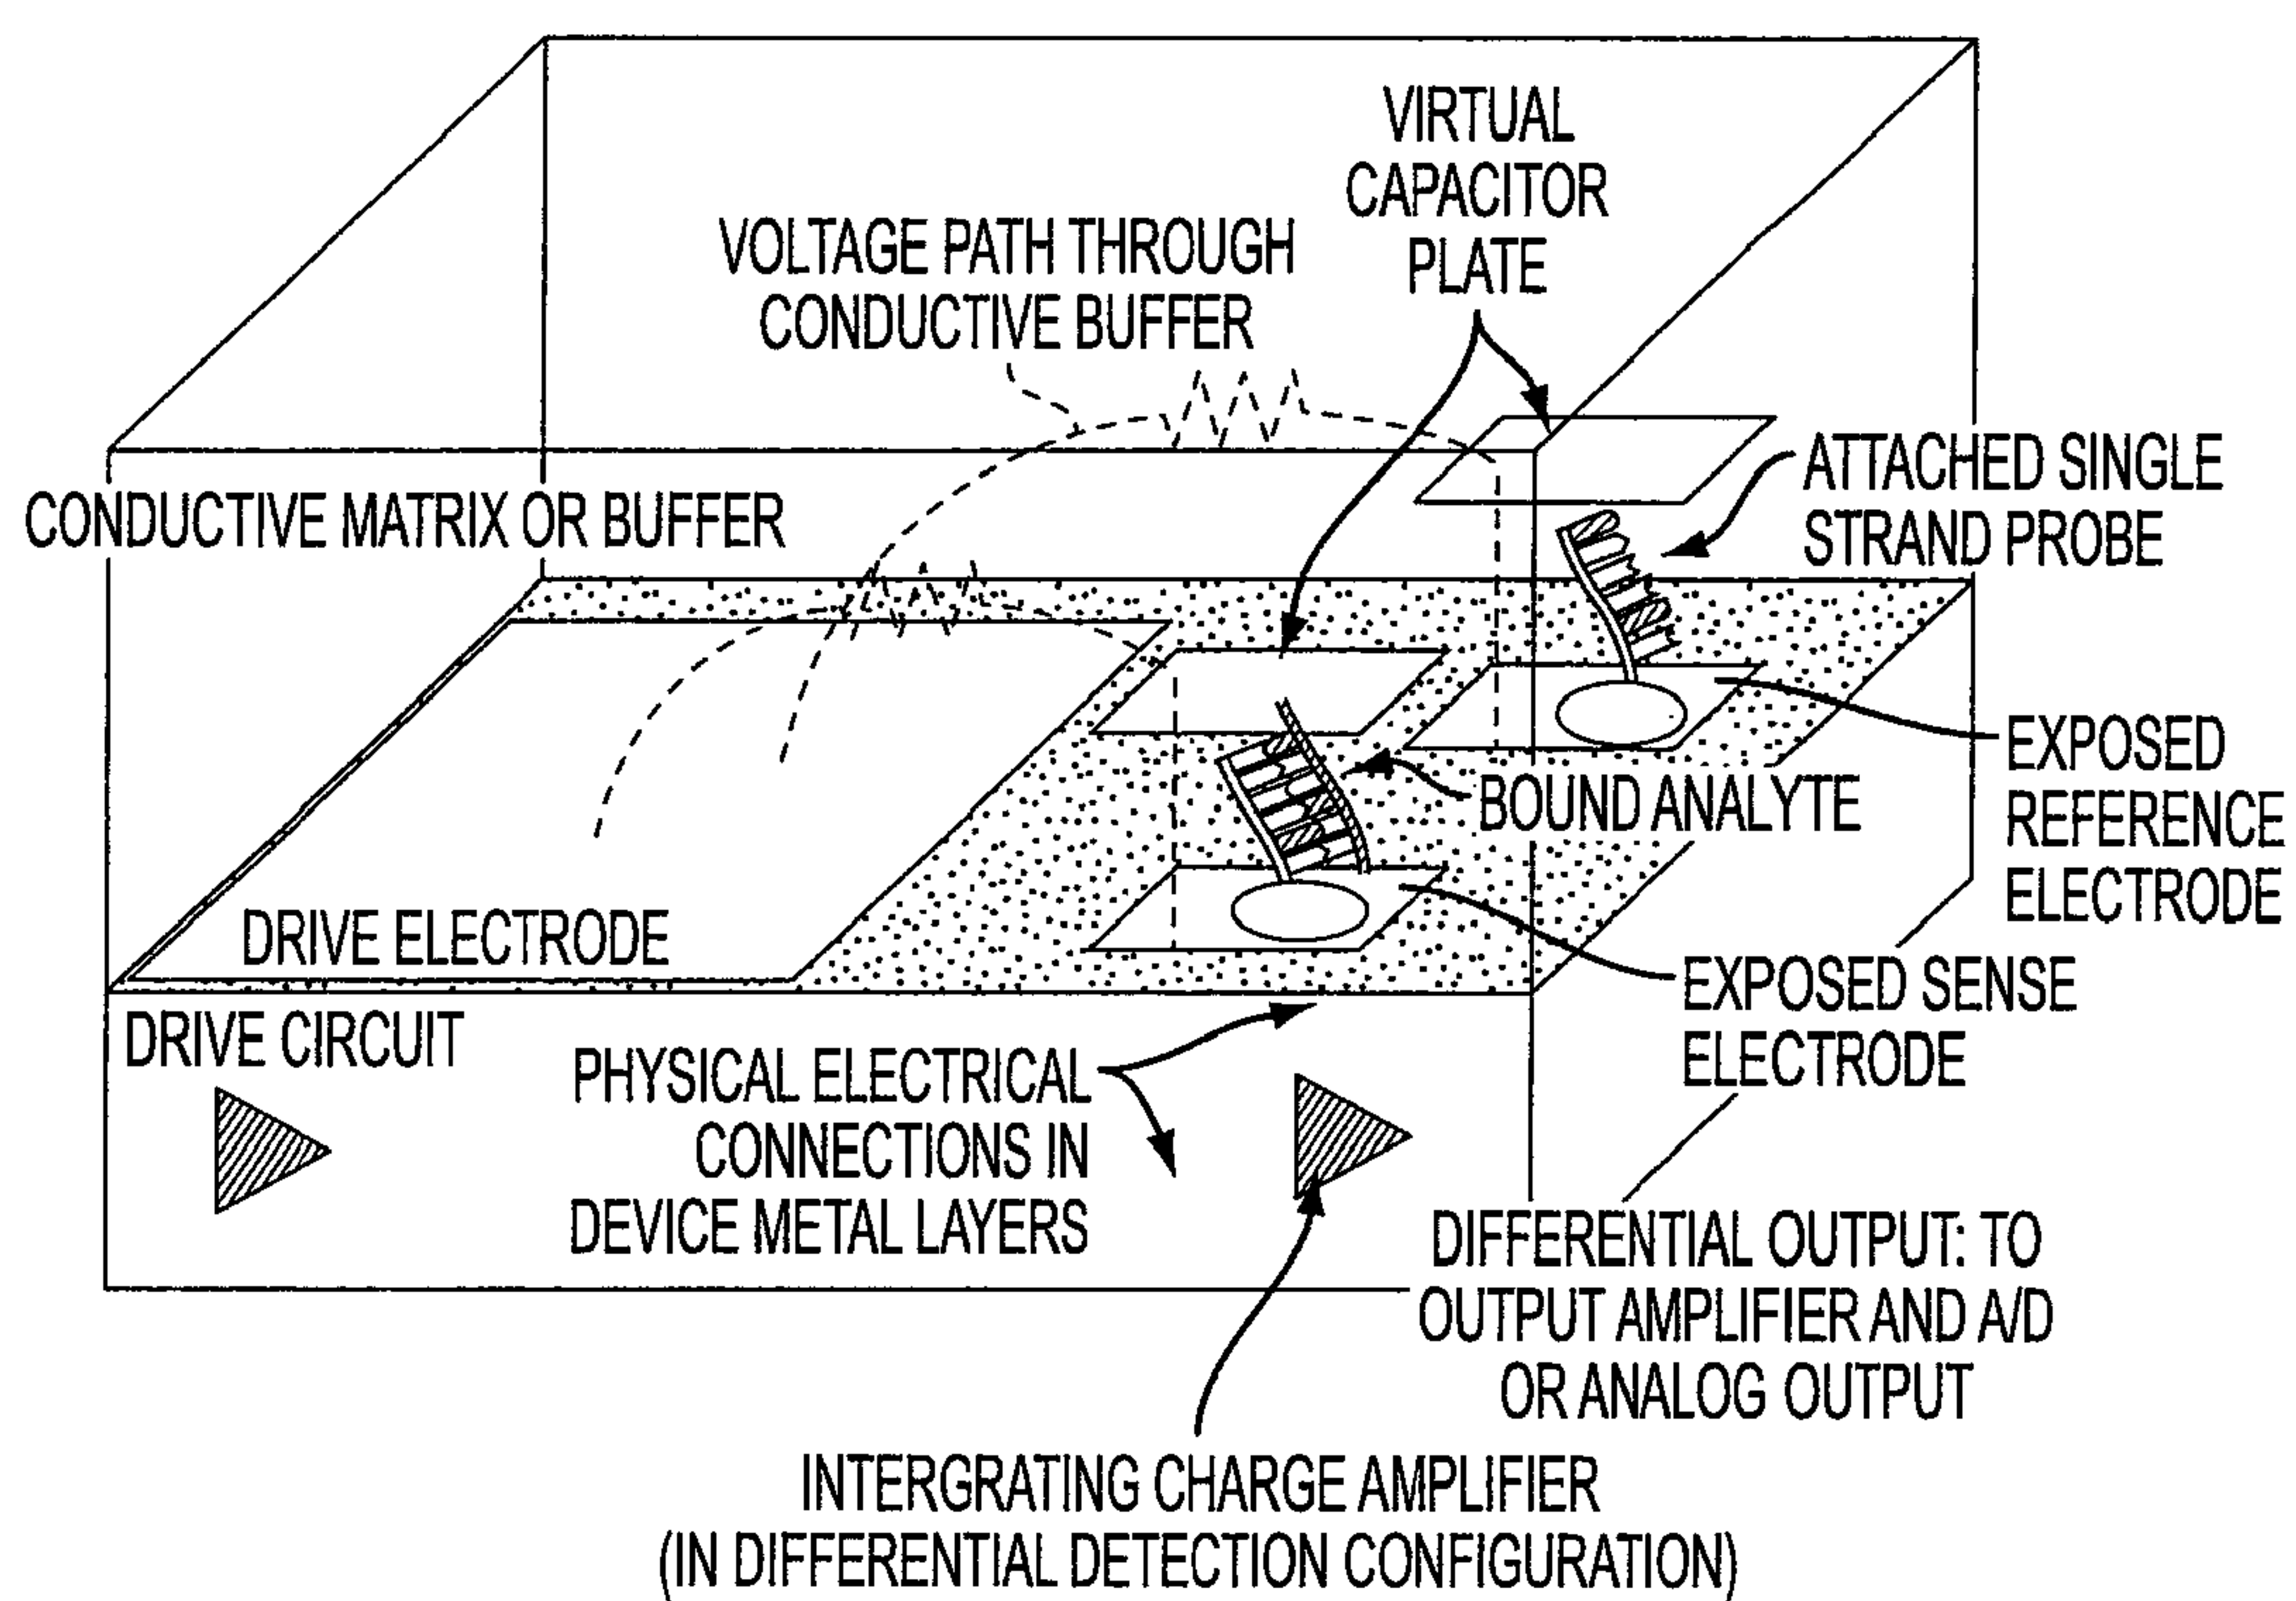 VIRTUAL
CAPACITOR
PLATE
VOLTAGE PATH THROUGH
CONDUCTIVE BUFFER
ATTACHED SINGLE
STRAND PROBE
CONDUCTIVE MATRIX OR BUFFER
EXPOSED
REFERENCE
ELECTRODE
BOUND ANALYTE
DRIVE ELECTRODE
EXPOSED SENSE
ELECTRODE
DRIVE CIRCUIT
PHYSICAL ELECTRICAL
CONNECTIONS IN
DEVICE METAL LAYERS
DIFFERENTIAL OUTPUT: TO
OUTPUT AMPLIFIER AND A/D
OR ANALOG OUTPUT
INTERGRATING CHARGE AMPLIFIER
(IN DIFFERENTIAL DETECTION CONFIGURATION)